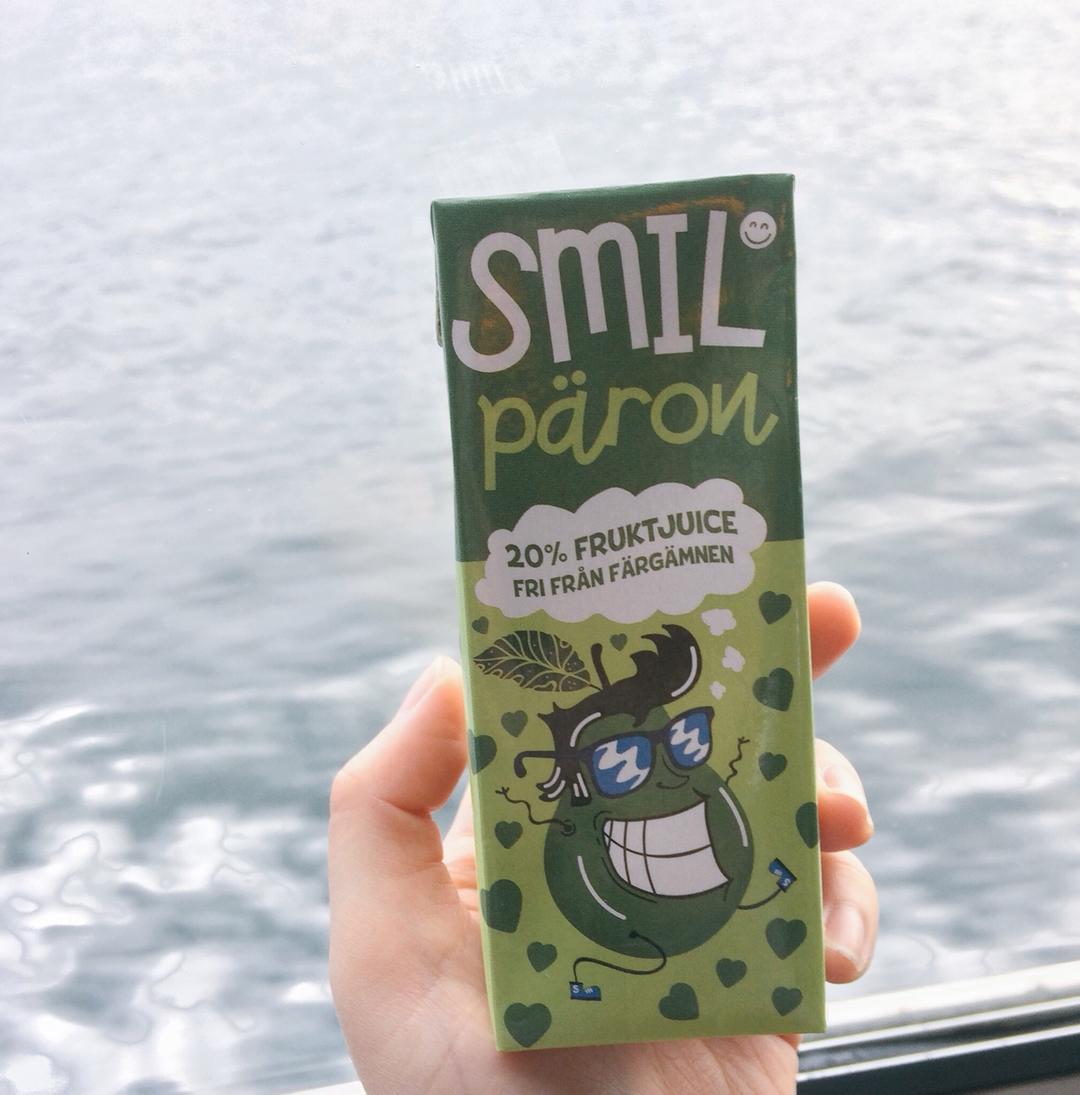 SMIL
päron
20% FRUKTJUICE
FRI FRÅN FÄRGÄMNEN